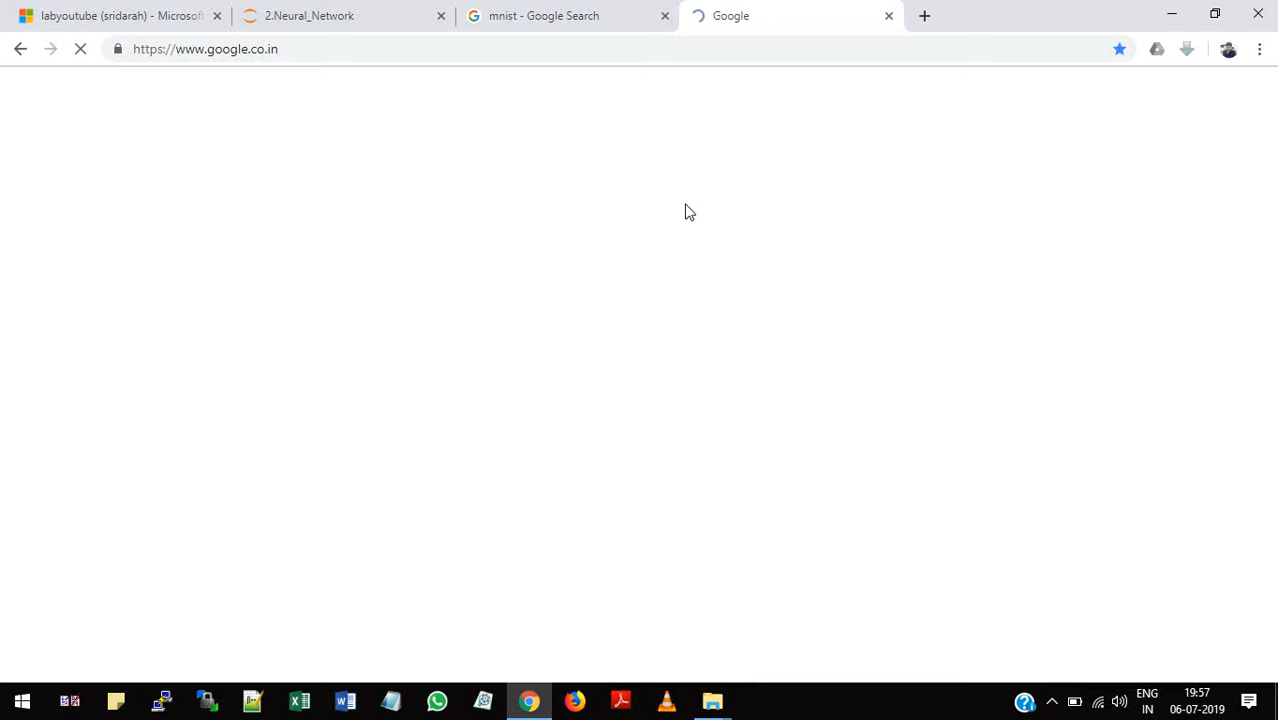 labyoutube (sridarah) - Microsoft
2.Neural_Network
mnist - Google Search
Google
https://www.google.co.in
ENG
IN
19:57
06-07-2019